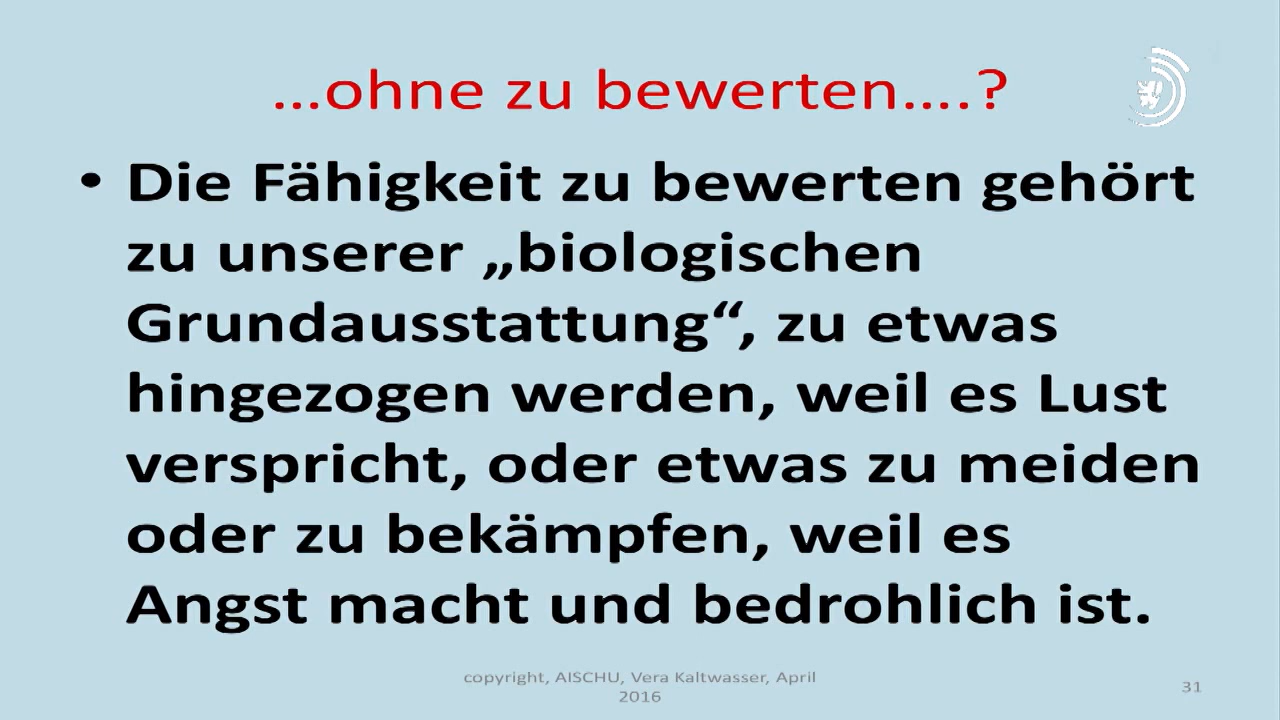 ...ohne zu bewerten....?
• Die Fähigkeit zu bewerten gehört
zu unserer „biologischen
Grundausstattung“, zu etwas
hingezogen werden, weil es Lust
verspricht, oder etwas zu meiden
oder zu bekämpfen, weil es
Angst macht und bedrohlich ist.
copyright, AISCHU, Vera Kaltwasser, April
2016
31